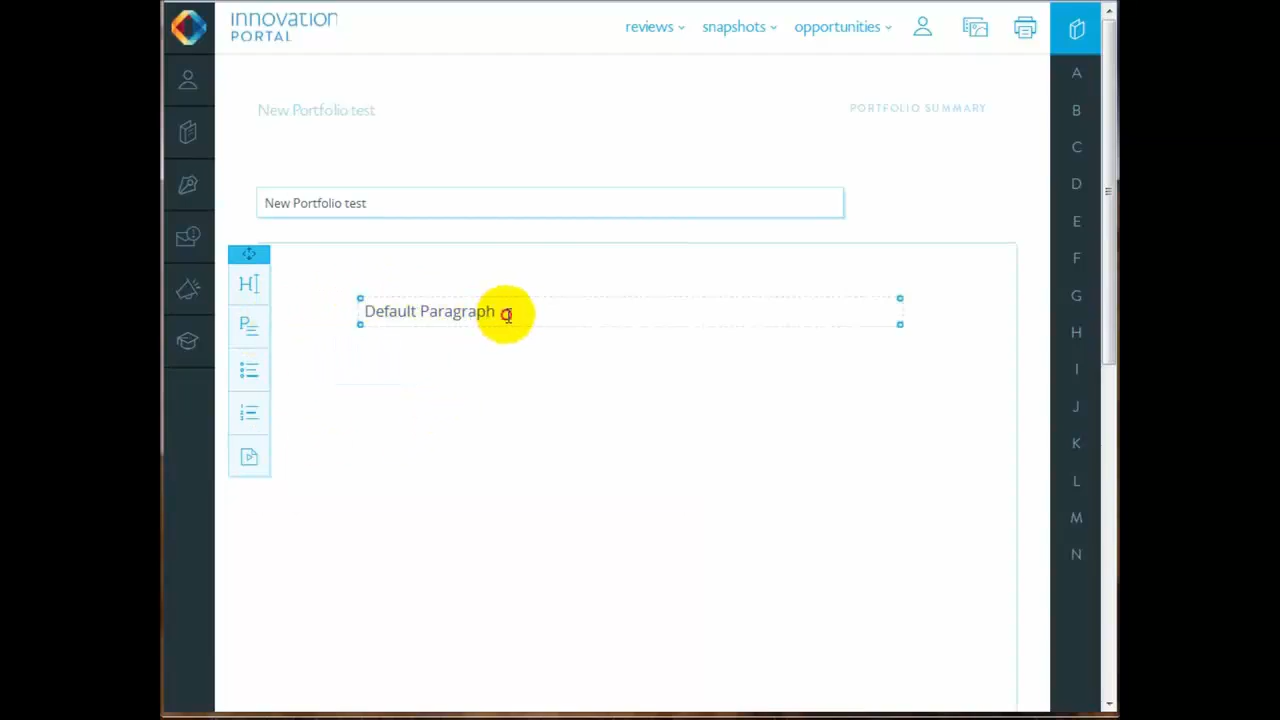 innovation
PORTAL
reviews
snapshots
opportunities
New Portfolio test
PORTFOLIO SUMMARY
New Portfolio test
H
P
Default Paragraph
A
B
C
D
E
F
G
H
I
J
K
L
M
N